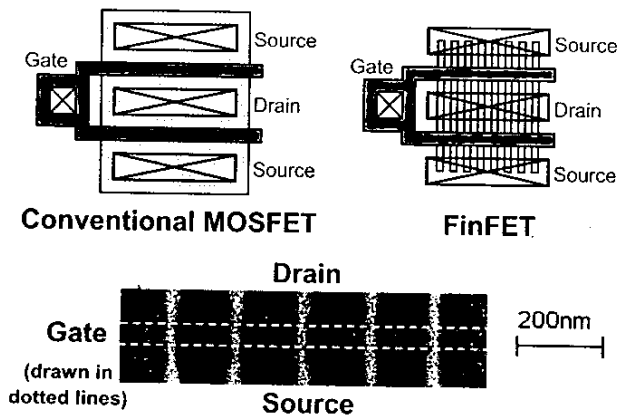 Gate
Source
Drain
Source
Conventional MOSFET
Gate
Source
Drain
Source
FinFET
Drain
Gate
(drawn in
dotted lines)
Source
200nm